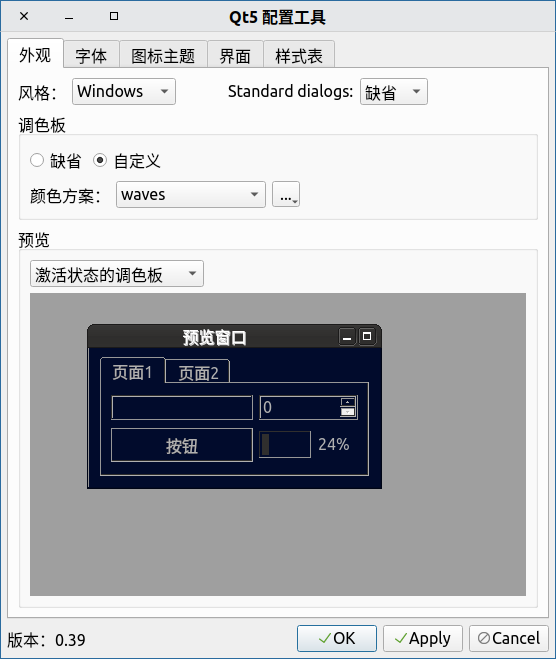 Qt5 配置工具
外观 字体 图标主题 界面 样式表
风格： Windows Standard dialogs: 缺省
调色板
缺省 自定义
颜色方案： waves ...
预览
激活状态的调色板
预览窗口
页面1 页面2
0
按钮 24%
版本：0.39 OK Apply Cancel